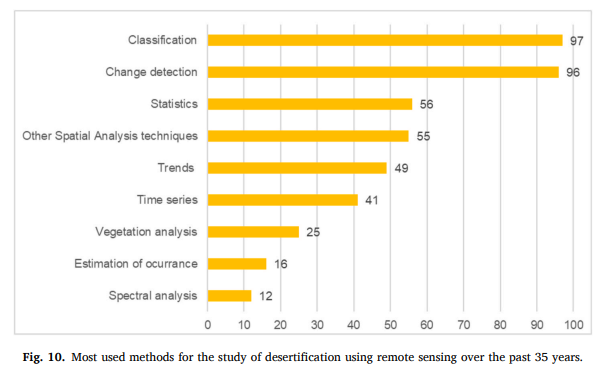 Classification 97
Change detection 96
Statistics 56
Other Spatial Analysis techniques 55
Trends 49
Time series 41
Vegetation analysis 25
Estimation of ocurrance 16
Spectral analysis 12
0 10 20 30 40 50 60 70 80 90 100
Fig. 10. Most used methods for the study of desertification using remote sensing over the past 35 years.